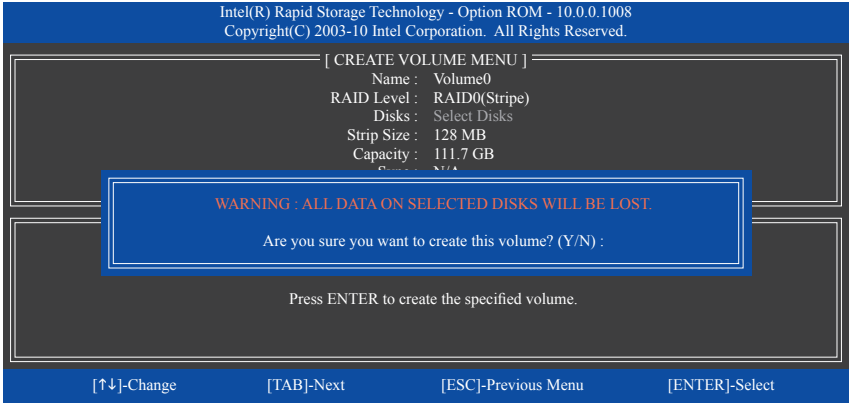 Intel(R) Rapid Storage Technology - Option ROM - 10.0.0.1008
Copyright(C) 2003-10 Intel Corporation.  All Rights Reserved.
[ CREATE VOLUME MENU ]
Name :   Volume0
RAID Level :   RAID0(Stripe)
Disks :   Select Disks
Strip Size :   128 MB
Capacity :   111.7 GB
Sync :   N/A
WARNING : ALL DATA ON SELECTED DISKS WILL BE LOST.
Are you sure you want to create this volume? (Y/N) :
Press ENTER to create the specified volume.
[↑↓]-Change   [TAB]-Next   [ESC]-Previous Menu   [ENTER]-Select